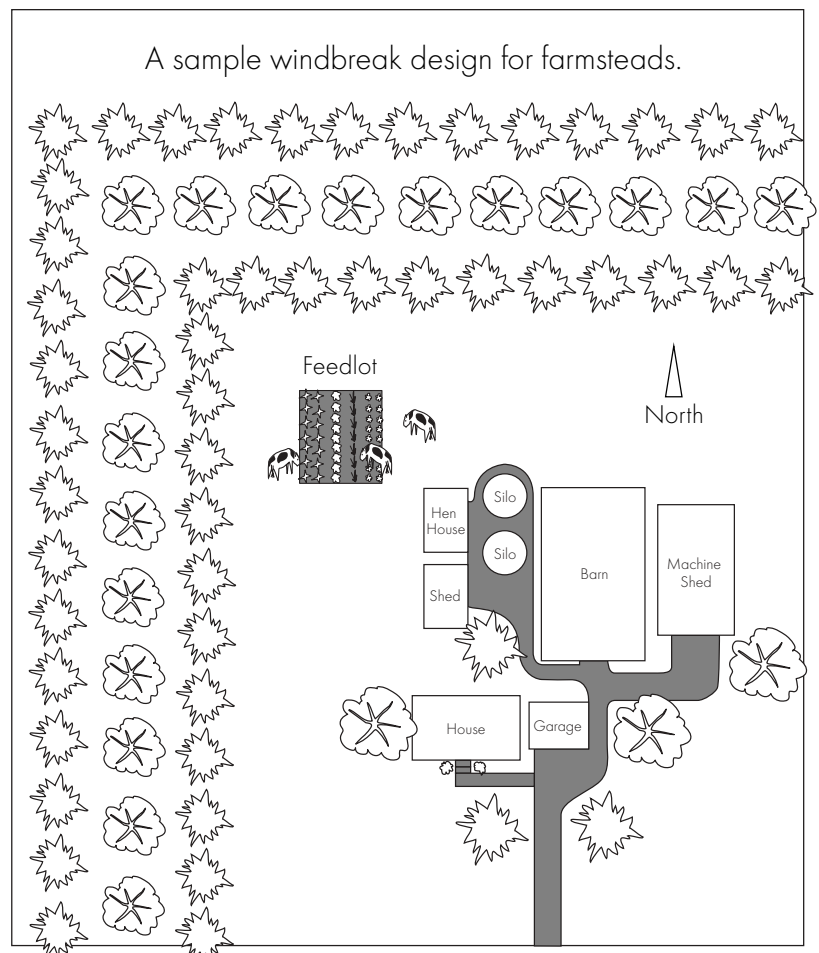 A sample windbreak design for farmsteads.
Feedlot
North
Hen
House
Silo
Silo
Shed
Barn
Machine
Shed
House
Garage